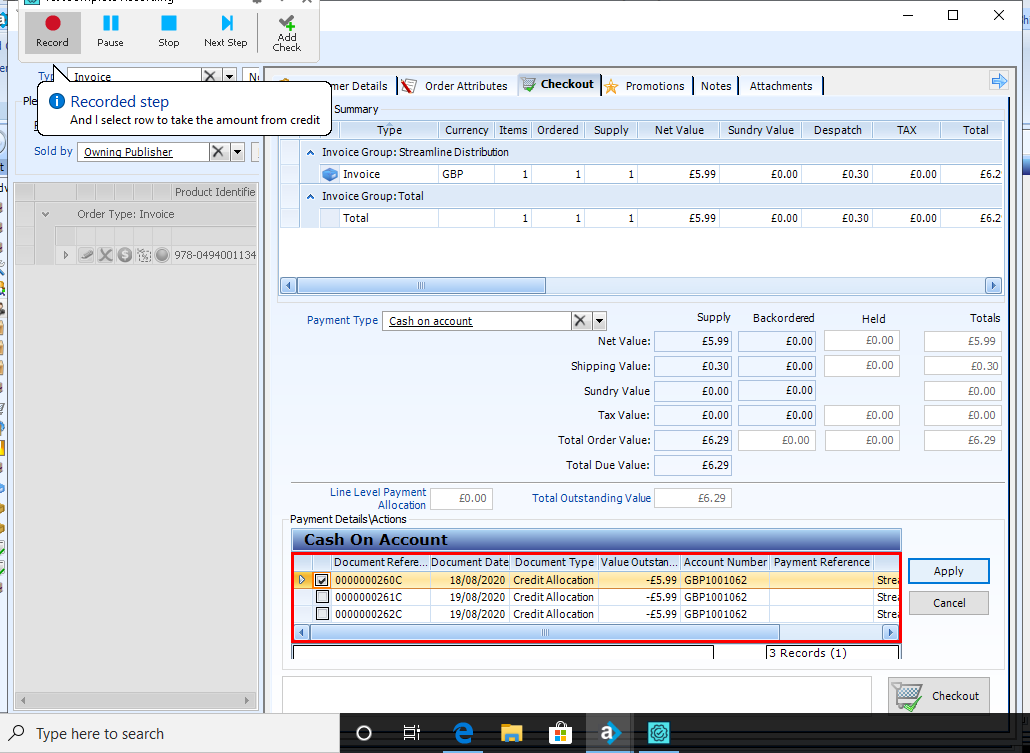 Record
Pause
Stop
Next Step
Add
Check
Invoice
Recorded step
And I select row to take the amount from credit
Sold by
Owning Publisher
Product Identifie
Order Type: Invoice
978-0494001134
mer Details
Order Attributes
Checkout
Promotions
Notes
Attachments
Summary
Type Currency Items Ordered Supply Net Value Sundry Value Despatch TAX Total
Invoice Group: Streamline Distribution
Invoice GBP 1 1 1 £5.99 £0.00 £0.30 £0.00 £6.29
Invoice Group: Total
Total 1 1 1 £5.99 £0.00 £0.30 £0.00 £6.2
Payment Type Cash on account
Supply Backordered Held Totals
Net Value: £5.99 £0.00 £0.00 £5.99
Shipping Value: £0.30 £0.00 £0.00 £0.30
Sundry Value £0.00 £0.00 £0.00
Tax Value: £0.00 £0.00 £0.00 £0.00
Total Order Value: £6.29 £0.00 £0.00 £6.29
Total Due Value: £6.29
Line Level Payment
Allocation £0.00
Total Outstanding Value £6.29
Payment Details\Actions
Cash On Account
Document Refere... Document Date Document Type Value Outstan... Account Number Payment Reference
0000000260C 18/08/2020 Credit Allocation -£5.99 GBP1001062 Strea
0000000261C 19/08/2020 Credit Allocation -£5.99 GBP1001062 Strea
0000000262C 19/08/2020 Credit Allocation -£5.99 GBP1001062 Strea
3 Records (1)
Apply
Cancel
Checkout
Type here to search